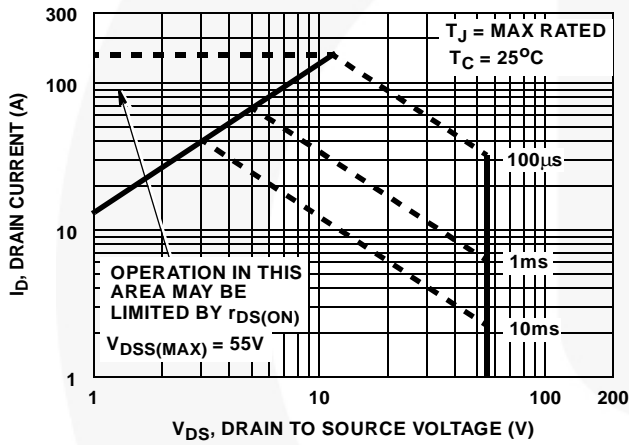 300
T_J = MAX RATED
T_C = 25°C
100
I_D, DRAIN CURRENT (A)
100μs
10
1ms
OPERATION IN THIS
AREA MAY BE
LIMITED BY r_DS(ON)
V_DSS(MAX) = 55V
10ms
1
1 10 100 200
V_DS, DRAIN TO SOURCE VOLTAGE (V)